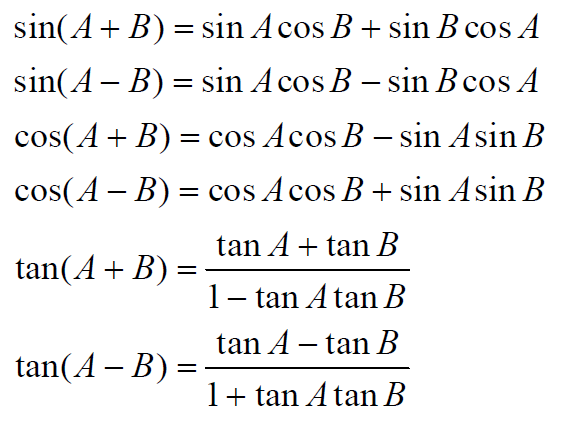 sin(A + B) = sin A cos B + sin B cos A
sin(A − B) = sin A cos B − sin B cos A
cos(A + B) = cos A cos B − sin A sin B
cos(A − B) = cos A cos B + sin A sin B
tan(A + B) = (tan A + tan B) / (1 − tan A tan B)
tan(A − B) = (tan A − tan B) / (1 + tan A tan B)